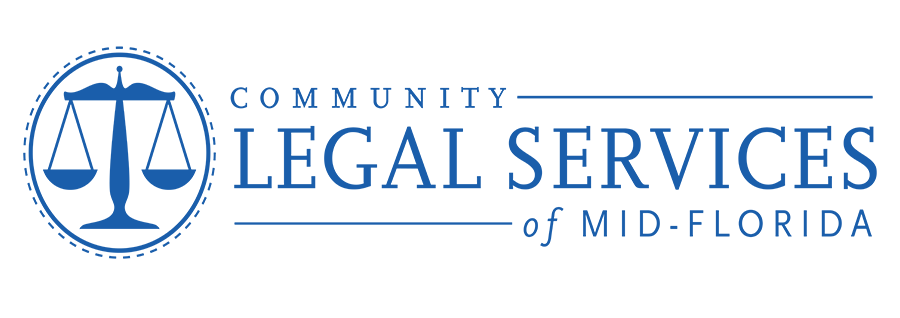 COMMUNITY
LEGAL SERVICES
of MID-FLORIDA